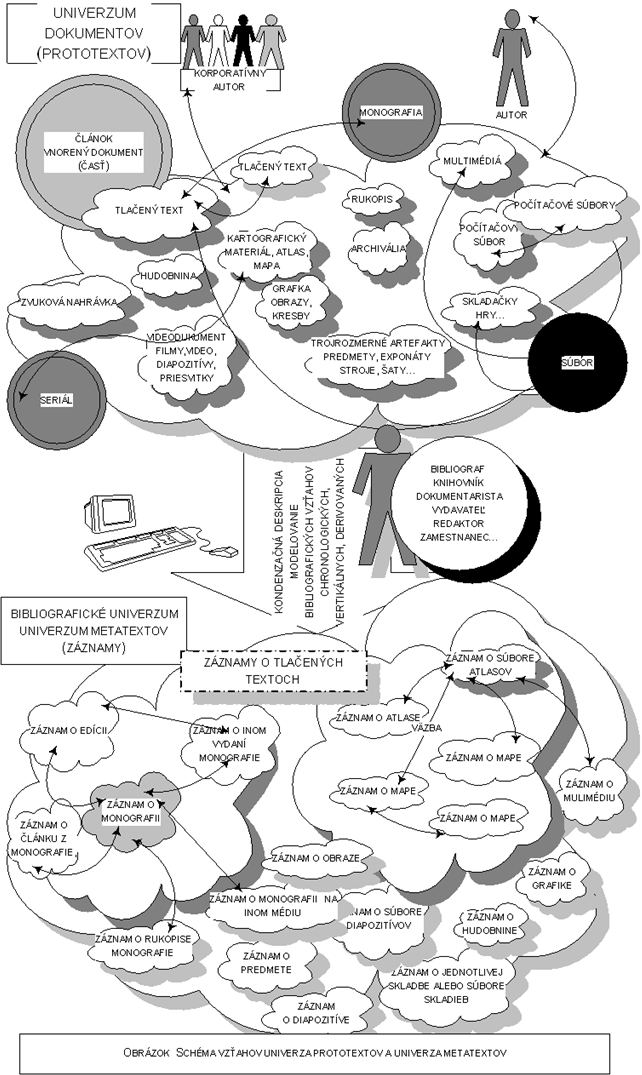 UNIVERZUM
DOKUMENTOV
(PROTOTEXTOV)
KORPORATÍVNY
AUTOR
AUTOR
MONOGRAFIA
ČLÁNOK
VNORENÝ DOKUMENT
(ČASŤ)
TLAČENÝ TEXT
MULTIMÉDIÁ
TLAČENÝ TEXT
RUKOPIS
POČÍTAČOVÉ SÚBORY
KARTOGRAFICKÝ
MATERIÁL, ATLAS,
MAPA
ARCHIVÁLIA
POČÍTAČOVÝ
SÚBOR
HUDOBNINA
GRAFIKA
OBRAZY,
KRESBY
ZVUKOVÁ NAHRÁVKA
SKLADAČKY
HRY...
VIDEODUKUMENT
FILMY,VIDEO,
DIAPOZITÍVY,
PRIESVITKY
TROJROZMERNÉ ARTEFAKTY
PREDMETY, EXPONÁTY
STROJE, ŠATY...
SÚBOR
SERIÁL
KONDENZAČNÁ DESKRIPCIA
MODELOVANIE
BIBLIOGRAFICKÝCH VZŤAHOV
CHRONOLOGICKÝCH,
VERTIKÁLNYCH, DERIVOVANÝCH
BIBLIOGRAF
KNIHOVNÍK
DOKUMENTARISTA
VYDAVATEĽ
REDAKTOR
ZAMESTNANEC...
BIBLIOGRAFICKÉ UNIVERZUM
UNIVERZUM METATEXTOV
(ZÁZNAMY)
ZÁZNAMY O TLAČENÝCH
TEXTOCH
ZÁZNAM O SÚBORE
ATLASOV
ZÁZNAM O EDÍCII
ZÁZNAM O INOM
VYDANÍ
MONOGRAFIE
ZÁZNAM O ATLASE
VÄZBA
ZÁZNAM O MAPE
ZÁZNAM O MAPE
ZÁZNAM O
MULIMÉDIU
ZÁZNAM O
MONOGRAFII
ZÁZNAM O MAPE
ZÁZNAM O
ČLÁNKU Z
MONOGRAFIE
ZÁZNAM O OBRAZE
ZÁZNAM O
GRAFIKE
ZÁZNAM O MONOGRAFII NA
INOM MÉDIU
NAM O SÚBORE
DIAPOZITÍVOV
ZÁZNAM O
HUDOBNINE
ZÁZNAM O RUKOPISE
MONOGRAFIE
ZÁZNAM O
PREDMETE
ZÁZNAM O JEDNOTLIVEJ
SKLADBE ALEBO SÚBORE
SKLADIEB
ZÁZNAM
O DIAPOZITÍVE
OBRÁZOK SCHÉMA VZŤAHOV UNIVERZA PROTOTEXTOV A UNIVERZA METATEXTOV